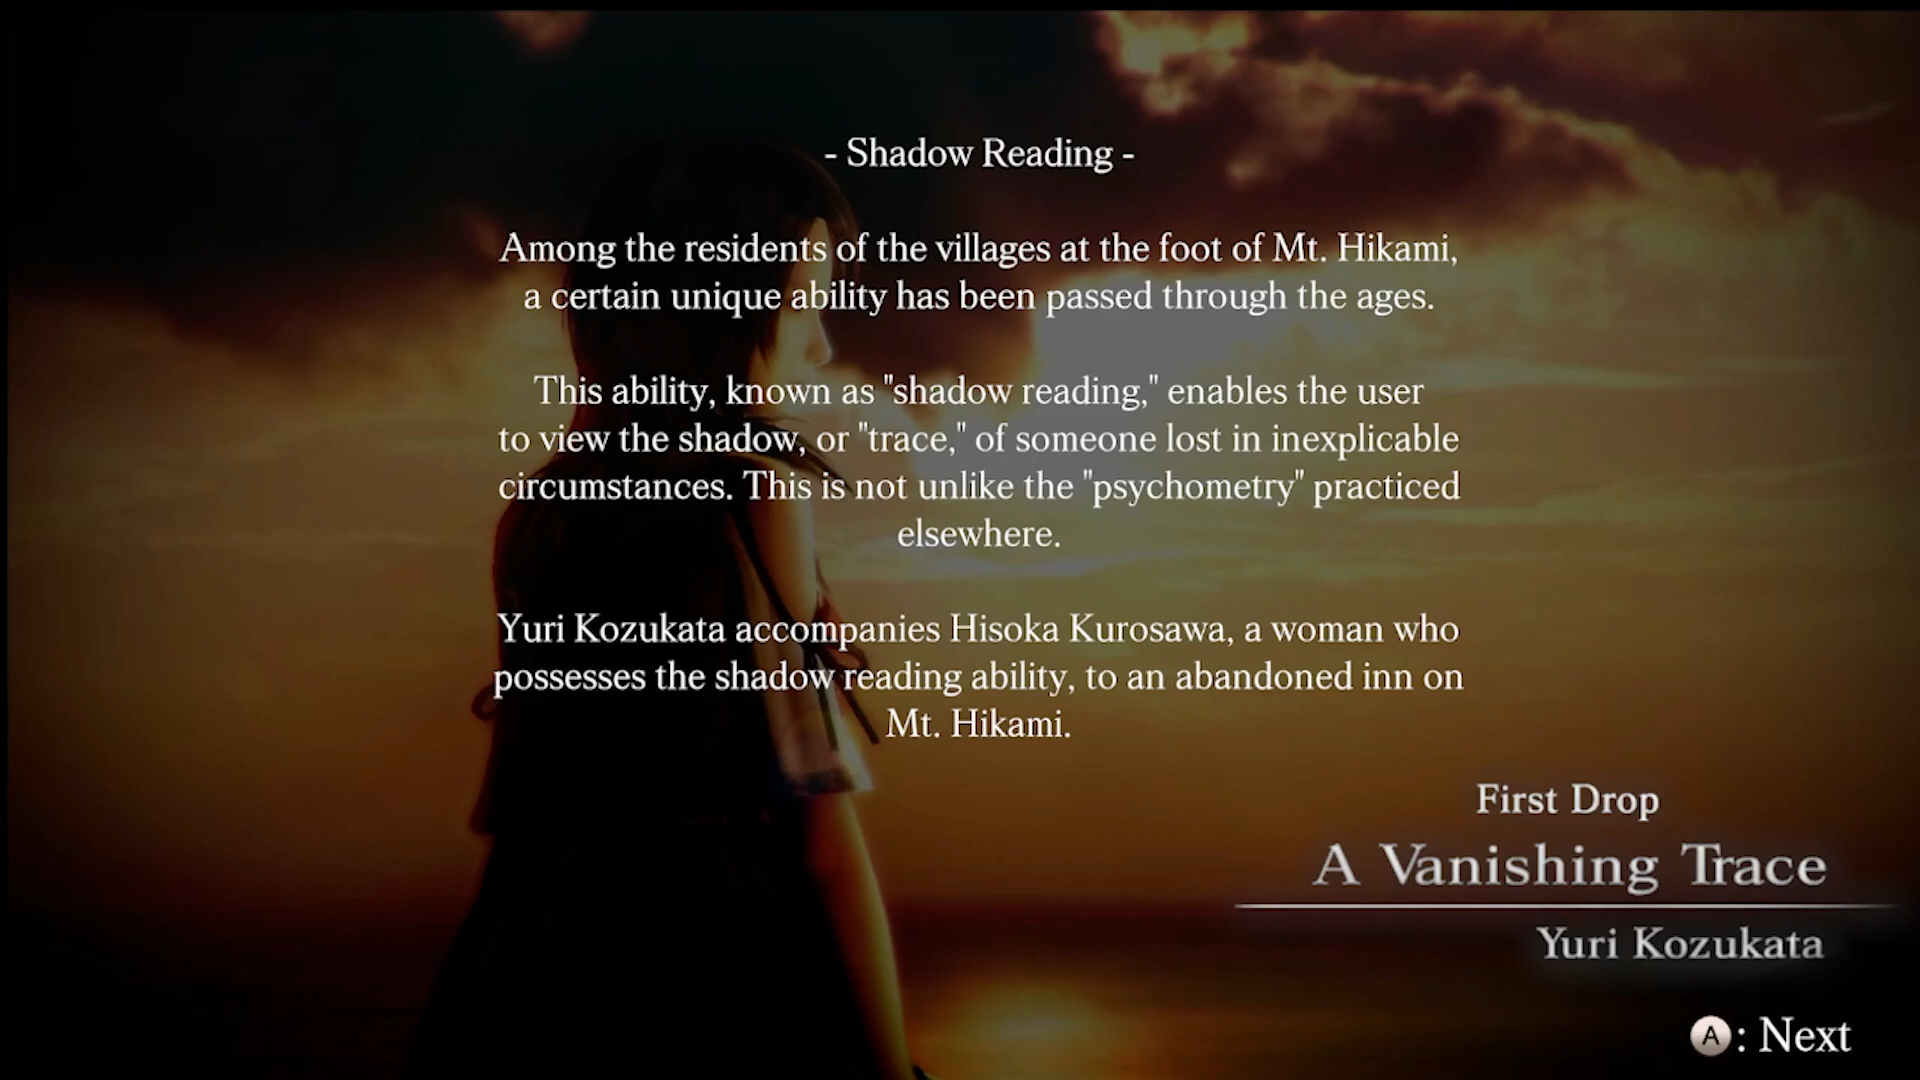 - Shadow Reading -
Among the residents of the villages at the foot of Mt. Hikami,
a certain unique ability has been passed through the ages.
This ability, known as "shadow reading," enables the user
to view the shadow, or "trace," of someone lost in inexplicable
circumstances. This is not unlike the "psychometry" practiced
elsewhere.
Yuri Kozukata accompanies Hisoka Kurosawa, a woman who
possesses the shadow reading ability, to an abandoned inn on
Mt. Hikami.
First Drop
A Vanishing Trace
Yuri Kozukata
A: Next